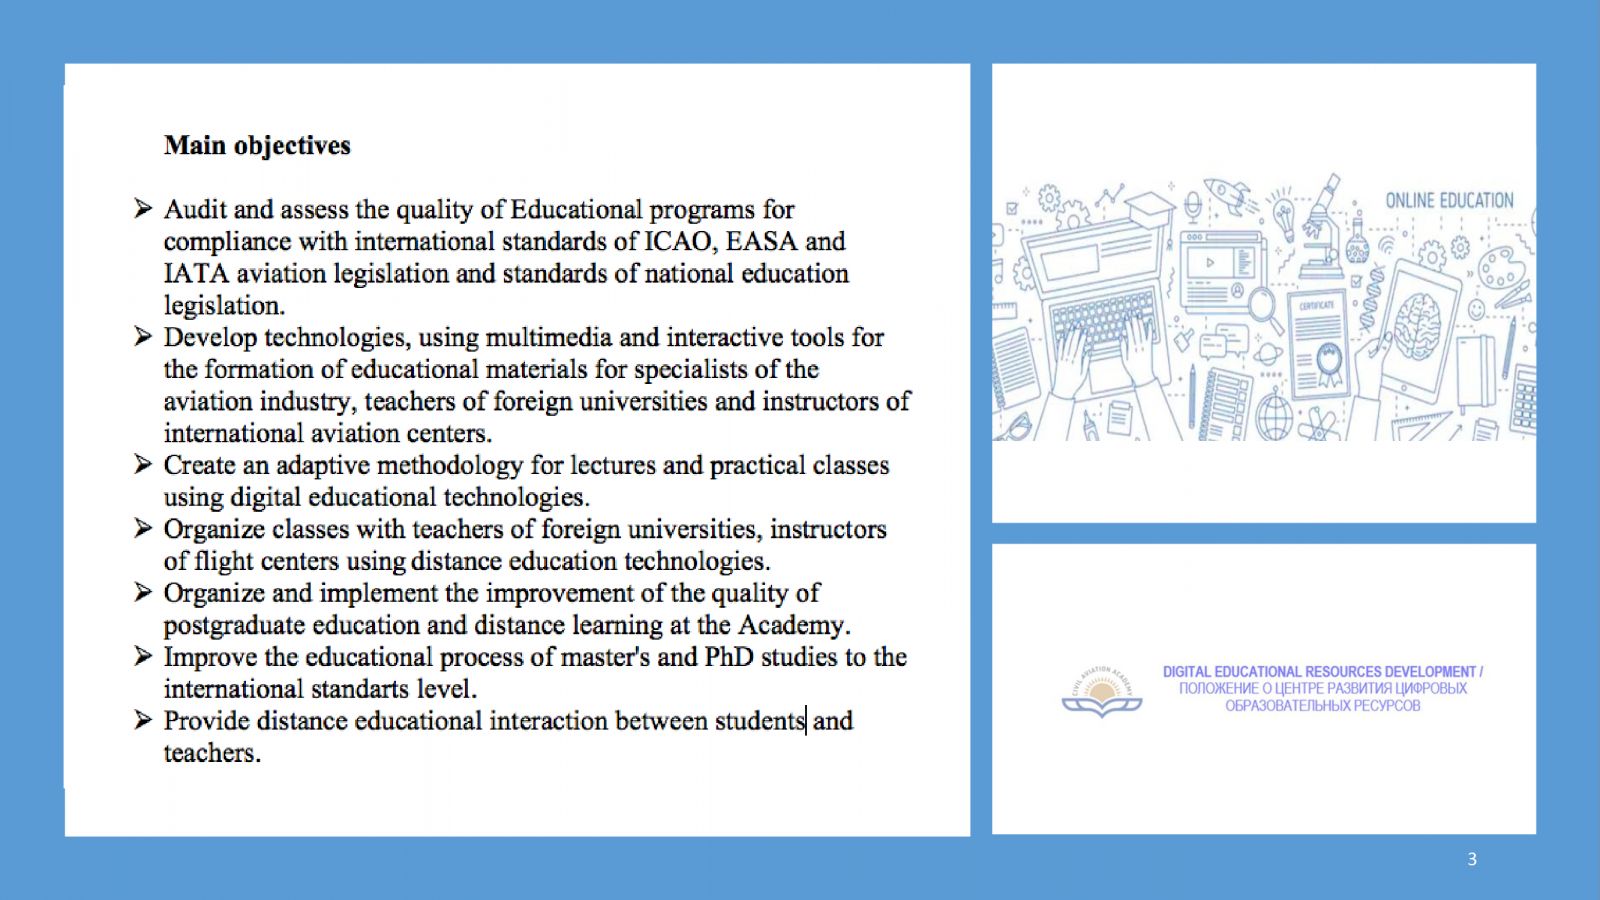 Main objectives
➢ Audit and assess the quality of Educational programs for
compliance with international standards of ICAO, EASA and
IATA aviation legislation and standards of national education
legislation.
➢ Develop technologies, using multimedia and interactive tools for
the formation of educational materials for specialists of the
aviation industry, teachers of foreign universities and instructors of
international aviation centers.
➢ Create an adaptive methodology for lectures and practical classes
using digital educational technologies.
➢ Organize classes with teachers of foreign universities, instructors
of flight centers using distance education technologies.
➢ Organize and implement the improvement of the quality of
postgraduate education and distance learning at the Academy.
➢ Improve the educational process of master's and PhD studies to the
international standarts level.
➢ Provide distance educational interaction between students and
teachers.
ONLINE EDUCATION
CERTIFICATE
CIVIL AVIATION ACADEMY
DIGITAL EDUCATIONAL RESOURCES DEVELOPMENT /
ПОЛОЖЕНИЕ О ЦЕНТРЕ РАЗВИТИЯ ЦИФРОВЫХ
ОБРАЗОВАТЕЛЬНЫХ РЕСУРСОВ
3